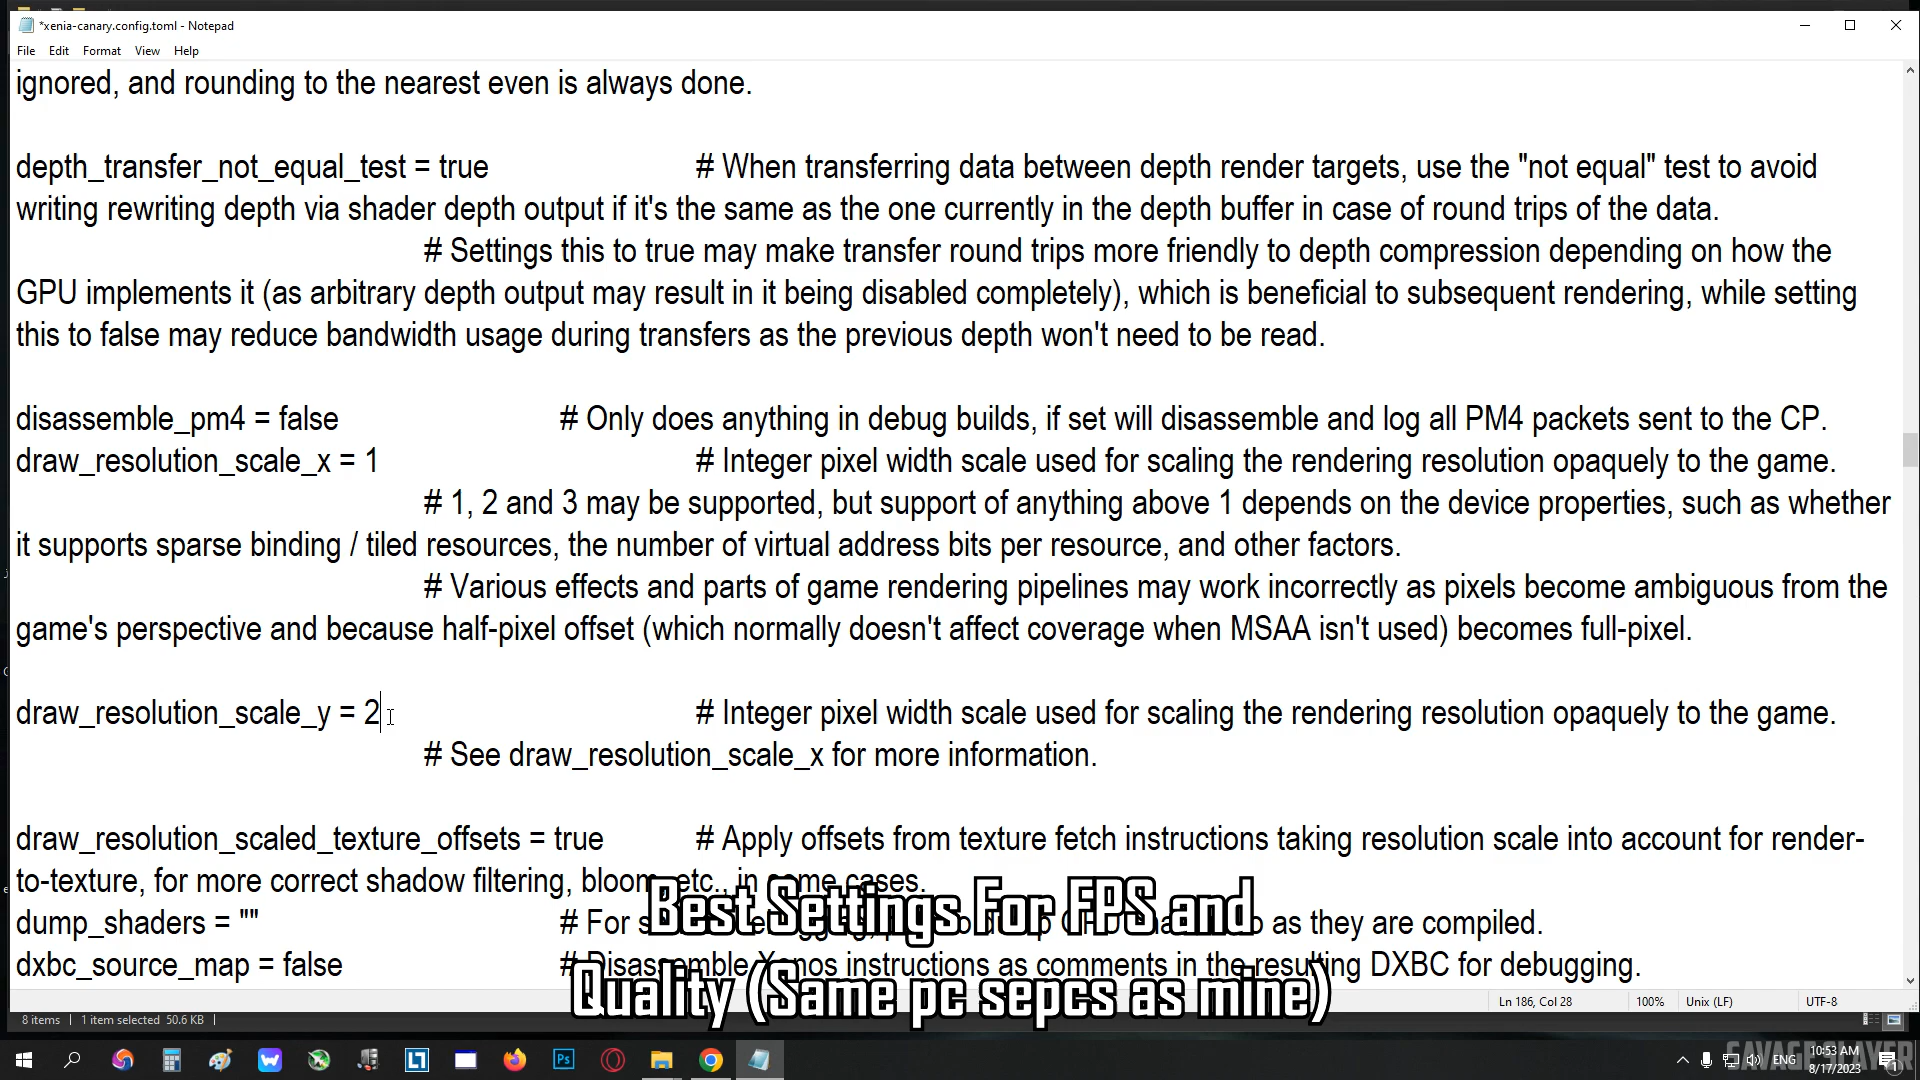 *xenia-canary.config.toml - Notepad
File Edit Format View Help
ignored, and rounding to the nearest even is always done.
depth_transfer_not_equal_test = true # When transferring data between depth render targets, use the "not equal" test to avoid
writing rewriting depth via shader depth output if it's the same as the one currently in the depth buffer in case of round trips of the data.
# Settings this to true may make transfer round trips more friendly to depth compression depending on how the
GPU implements it (as arbitrary depth output may result in it being disabled completely), which is beneficial to subsequent rendering, while setting
this to false may reduce bandwidth usage during transfers as the previous depth won't need to be read.
disassemble_pm4 = false # Only does anything in debug builds, if set will disassemble and log all PM4 packets sent to the CP.
draw_resolution_scale_x = 1 # Integer pixel width scale used for scaling the rendering resolution opaquely to the game.
# 1, 2 and 3 may be supported, but support of anything above 1 depends on the device properties, such as whether
it supports sparse binding / tiled resources, the number of virtual address bits per resource, and other factors.
# Various effects and parts of game rendering pipelines may work incorrectly as pixels become ambiguous from the
game's perspective and because half-pixel offset (which normally doesn't affect coverage when MSAA isn't used) becomes full-pixel.
draw_resolution_scale_y = 2 # Integer pixel width scale used for scaling the rendering resolution opaquely to the game.
# See draw_resolution_scale_x for more information.
draw_resolution_scaled_texture_offsets = true # Apply offsets from texture fetch instructions taking resolution scale into account for render-
to-texture, for more correct shadow filtering, bloom, etc., in some cases.
dump_shaders = "" # For as they are compiled.
dxbc_source_map = false # Disassemble Xenos instructions as comments in the resulting DXBC for debugging.
Best Settings For FPS and
Quality (Same pc sepcs as mine)
Ln 186, Col 28 100% Unix (LF) UTF-8
8 items 1 item selected 50.6 KB
ENG
10:53 AM
8/17/2023
SAVAGESLAYER